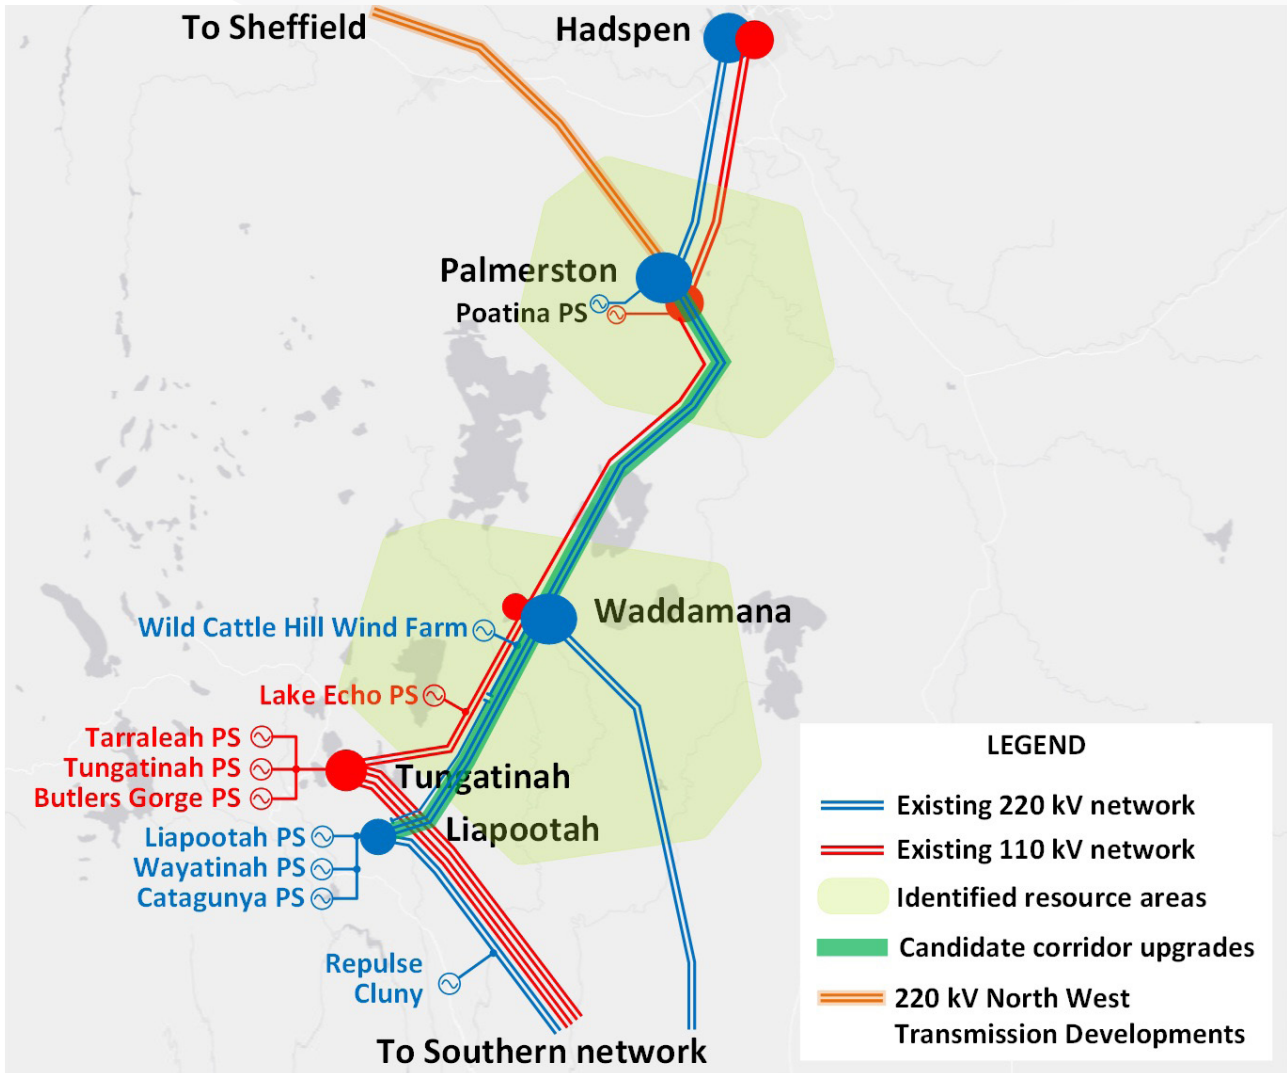 To Sheffield
Hadspen
Palmerston
Poatina PS
Waddamana
Wild Cattle Hill Wind Farm
Lake Echo PS
Tarraleah PS
Tungatinah PS
Butlers Gorge PS
Tungatinah
Liapootah
Liapootah PS
Wayatinah PS
Catagunya PS
Repulse
Cluny
To Southern network
LEGEND
Existing 220 kV network
Existing 110 kV network
Identified resource areas
Candidate corridor upgrades
220 kV North West
Transmission Developments